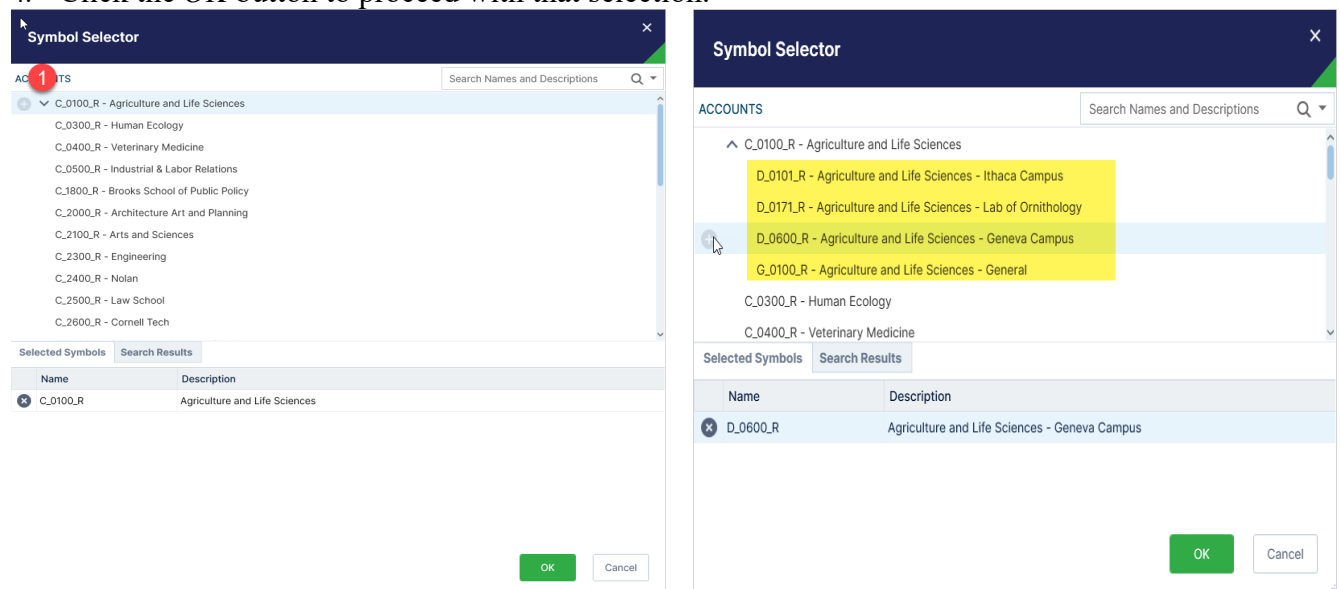 4. Click the OK button to proceed with that selection.
Symbol Selector
1
ACCOUNTS
Search Names and Descriptions
C_0100_R - Agriculture and Life Sciences
C_0300_R - Human Ecology
C_0400_R - Veterinary Medicine
C_0500_R - Industrial & Labor Relations
C_1800_R - Brooks School of Public Policy
C_2000_R - Architecture Art and Planning
C_2100_R - Arts and Sciences
C_2300_R - Engineering
C_2400_R - Nolan
C_2500_R - Law School
C_2600_R - Cornell Tech
Selected Symbols Search Results
Name Description
C_0100_R Agriculture and Life Sciences
OK Cancel
Symbol Selector
ACCOUNTS
Search Names and Descriptions
C_0100_R - Agriculture and Life Sciences
D_0101_R - Agriculture and Life Sciences - Ithaca Campus
D_0171_R - Agriculture and Life Sciences - Lab of Ornithology
D_0600_R - Agriculture and Life Sciences - Geneva Campus
G_0100_R - Agriculture and Life Sciences - General
C_0300_R - Human Ecology
C_0400_R - Veterinary Medicine
Selected Symbols Search Results
Name Description
D_0600_R Agriculture and Life Sciences - Geneva Campus
OK Cancel